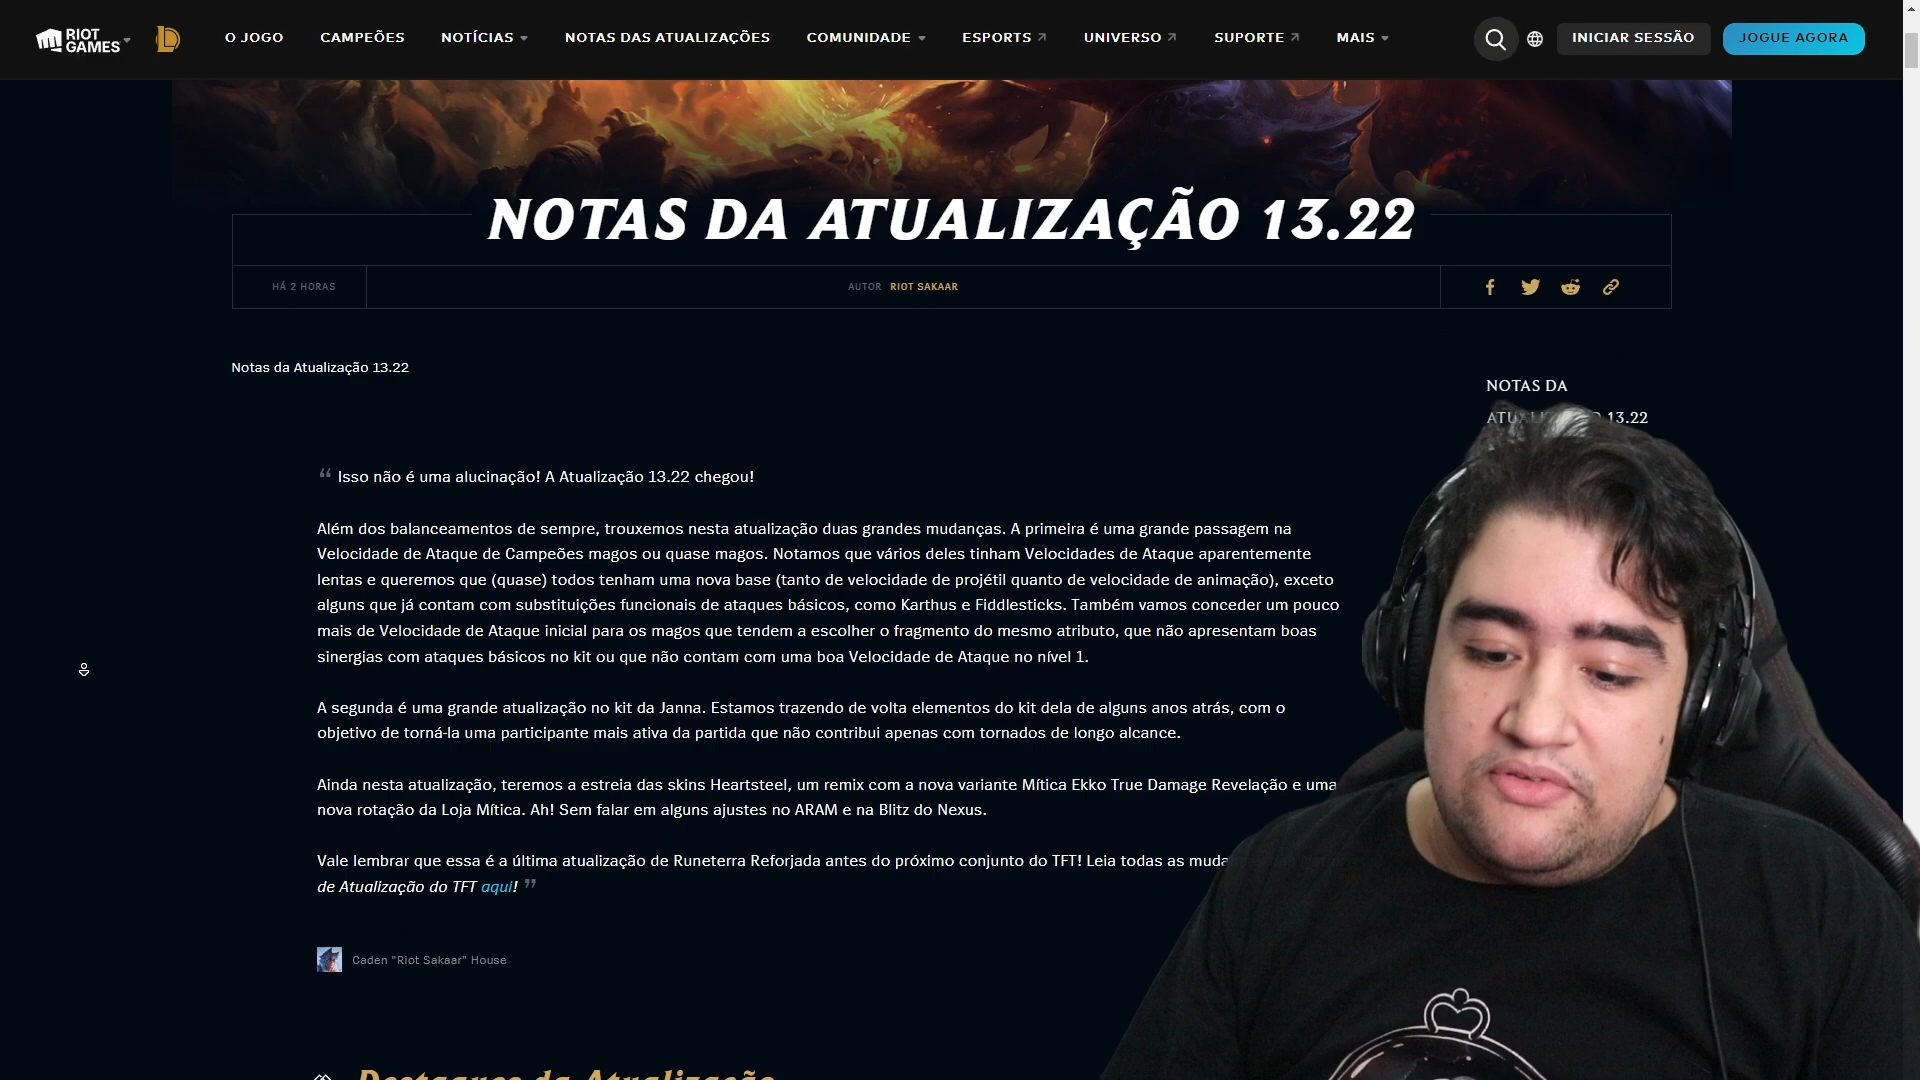 RIOT GAMES
O JOGO
CAMPEÕES
NOTÍCIAS
NOTAS DAS ATUALIZAÇÕES
COMUNIDADE
ESPORTS
UNIVERSO
SUPORTE
MAIS
INICIAR SESSÃO
JOGUE AGORA
NOTAS DA ATUALIZAÇÃO 13.22
HÁ 2 HORAS
AUTOR RIOT SAKAAR
Notas da Atualização 13.22
NOTAS DA
13.22
“ Isso não é uma alucinação! A Atualização 13.22 chegou!
Além dos balanceamentos de sempre, trouxemos nesta atualização duas grandes mudanças. A primeira é uma grande passagem na
Velocidade de Ataque de Campeões magos ou quase magos. Notamos que vários deles tinham Velocidades de Ataque aparentemente
lentas e queremos que (quase) todos tenham uma nova base (tanto de velocidade de projétil quanto de velocidade de animação), exceto
alguns que já contam com substituições funcionais de ataques básicos, como Karthus e Fiddlesticks. Também vamos conceder um pouco
mais de Velocidade de Ataque inicial para os magos que tendem a escolher o fragmento do mesmo atributo, que não apresentam boas
sinergias com ataques básicos no kit ou que não contam com uma boa Velocidade de Ataque no nível 1.
A segunda é uma grande atualização no kit da Janna. Estamos trazendo de volta elementos do kit dela de alguns anos atrás, com o
objetivo de torná-la uma participante mais ativa da partida que não contribui apenas com tornados de longo alcance.
Ainda nesta atualização, teremos a estreia das skins Heartsteel, um remix com a nova variante Mítica Ekko True Damage Revelação e uma
nova rotação da Loja Mítica. Ah! Sem falar em alguns ajustes no ARAM e na Blitz do Nexus.
Vale lembrar que essa é a última atualização de Runeterra Reforjada antes do próximo conjunto do TFT! Leia todas as
de Atualização do TFT aqui! ”
Caden "Riot Sakaar" House
Destaques da Atualização